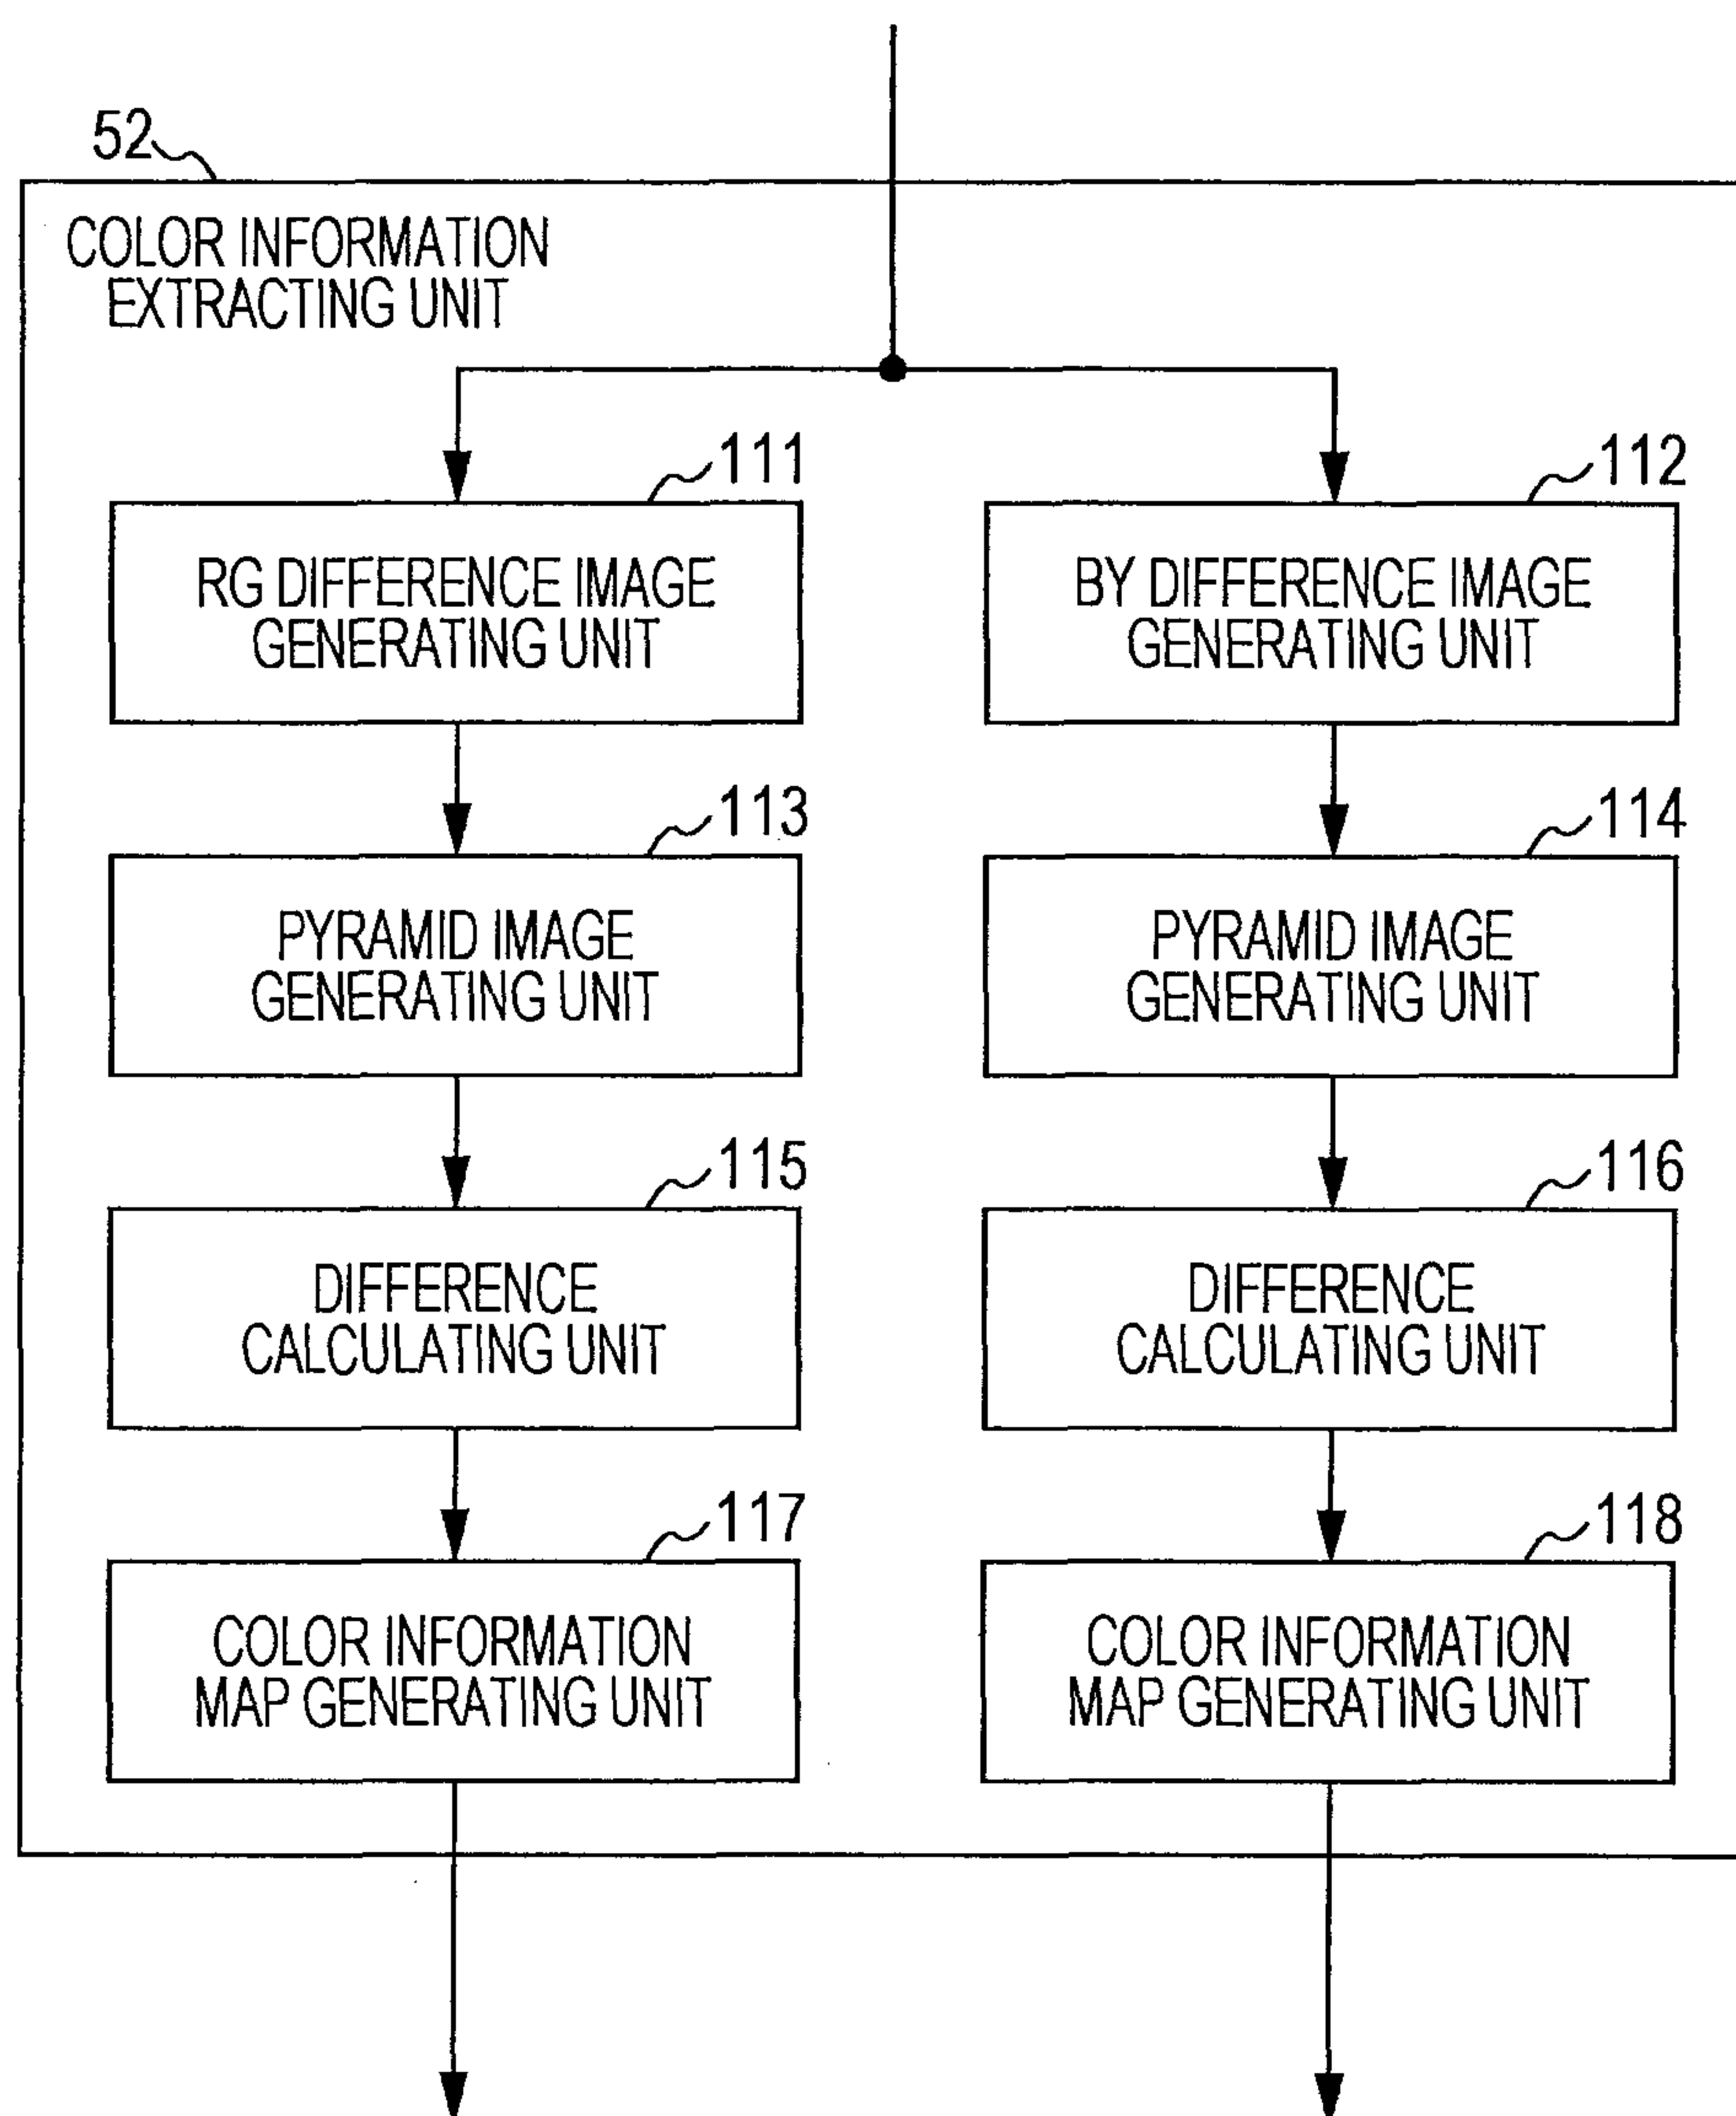 52
COLOR INFORMATION
EXTRACTING UNIT
111
112
RG DIFFERENCE IMAGE
GENERATING UNIT
BY DIFFERENCE IMAGE
GENERATING UNIT
113
114
PYRAMID IMAGE
GENERATING UNIT
PYRAMID IMAGE
GENERATING UNIT
115
116
DIFFERENCE
CALCULATING UNIT
DIFFERENCE
CALCULATING UNIT
117
118
COLOR INFORMATION
MAP GENERATING UNIT
COLOR INFORMATION
MAP GENERATING UNIT